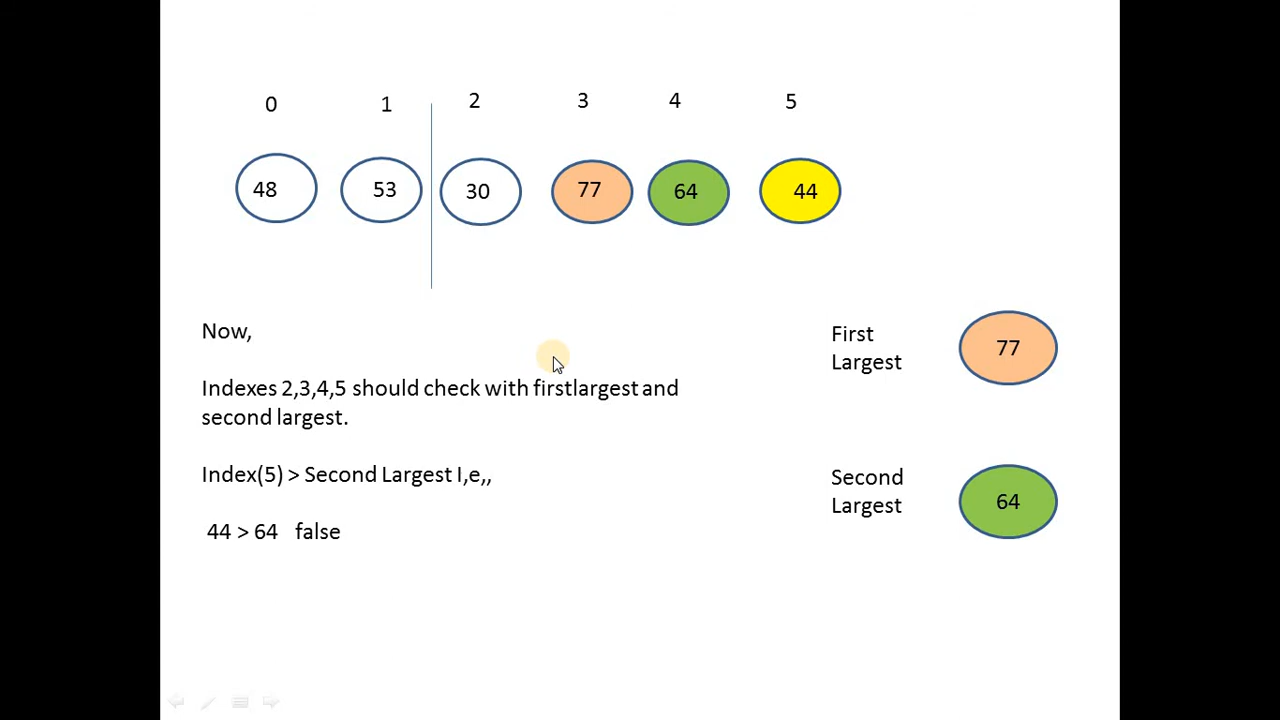 0 1 2 3 4 5
48 53 30 77 64 44
Now,
Indexes 2,3,4,5 should check with firstlargest and
second largest.
Index(5) > Second Largest I,e,,
44 > 64 false
First
Largest
77
Second
Largest
64